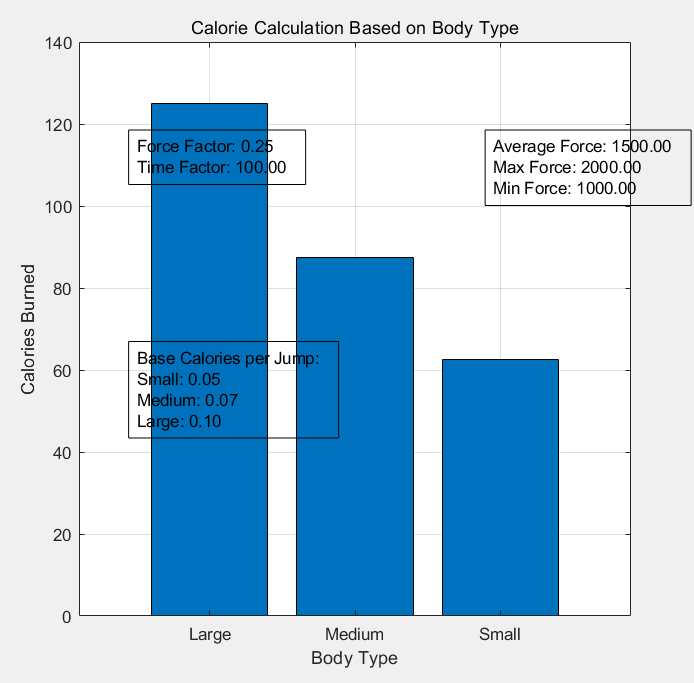 Calorie Calculation Based on Body Type
140
120
100
80
60
40
20
0
Calories Burned
Force Factor: 0.25
Time Factor: 100.00
Average Force: 1500.00
Max Force: 2000.00
Min Force: 1000.00
Base Calories per Jump:
Small: 0.05
Medium: 0.07
Large: 0.10
Large Medium Small
Body Type